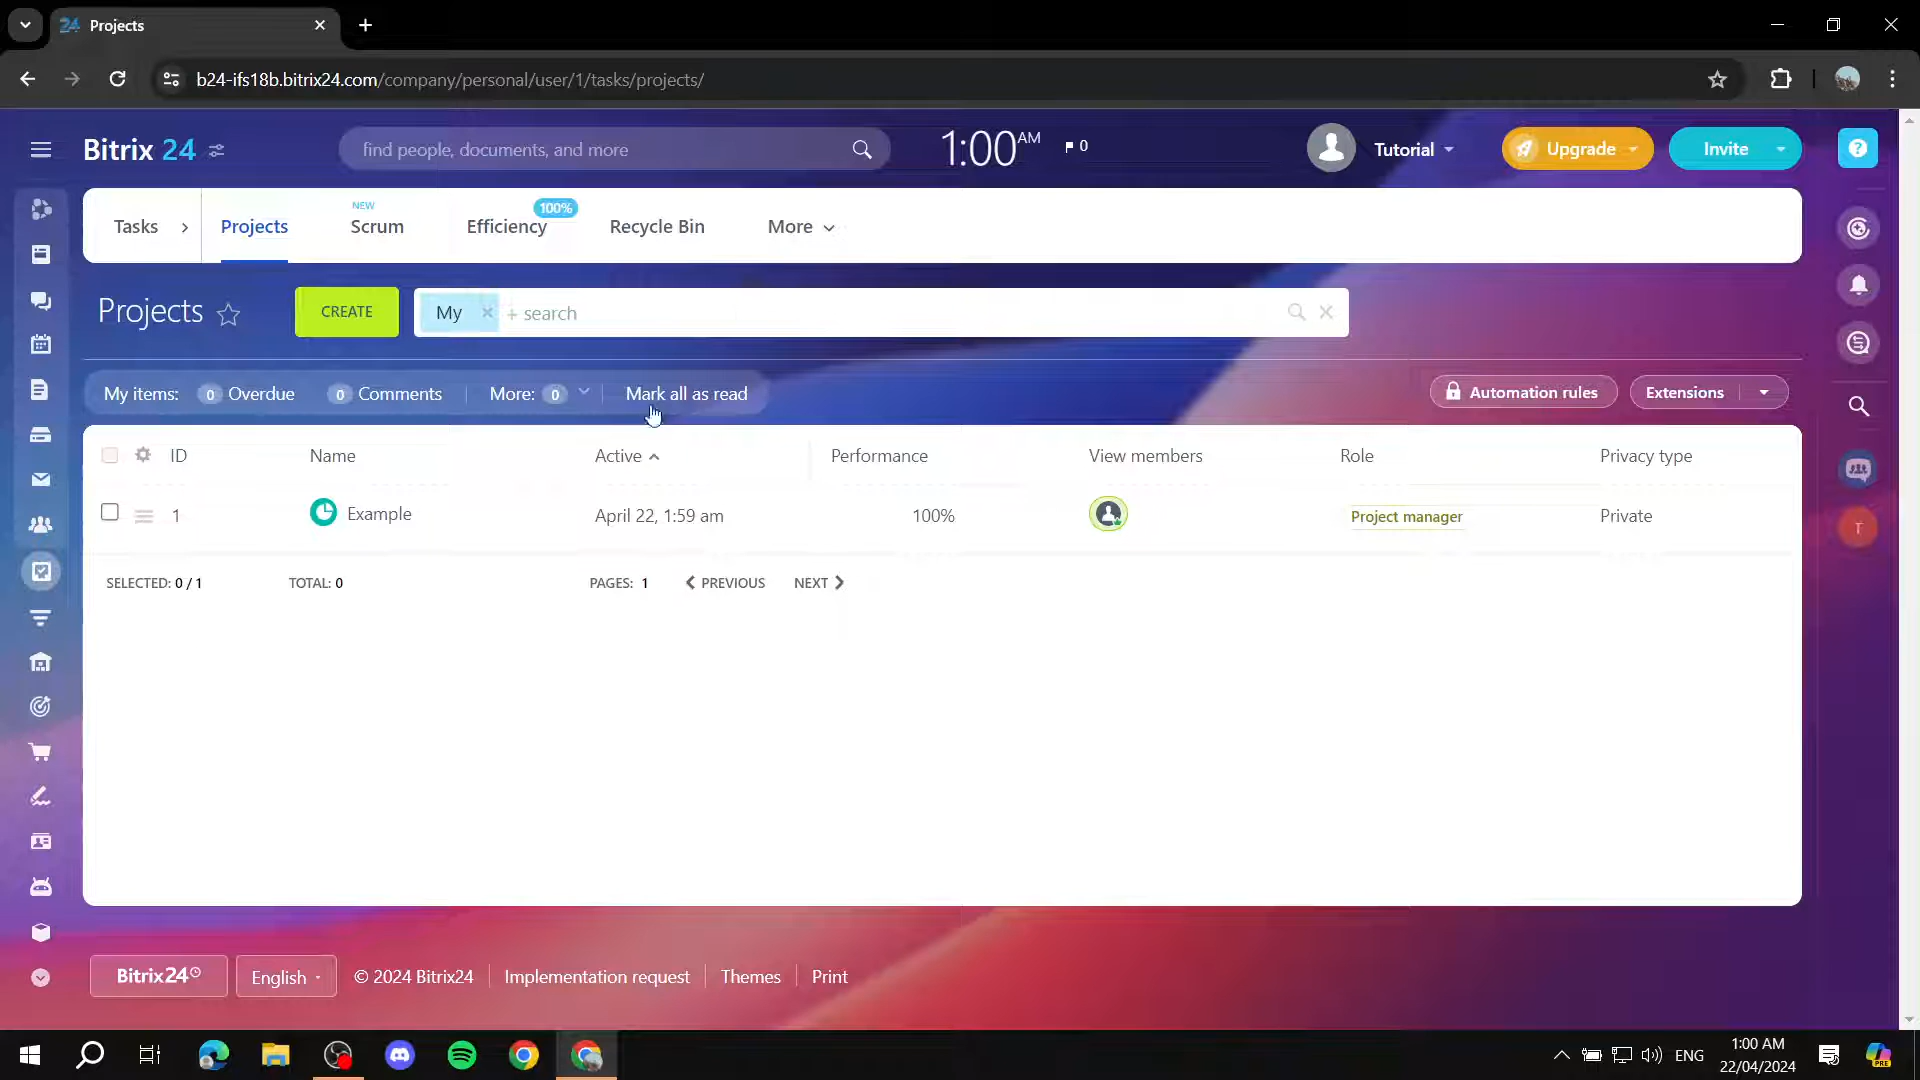 24 Projects
b24-ifs18b.bitrix24.com/company/personal/user/1/tasks/projects/
Bitrix 24
find people, documents, and more
1:00 AM
0
Tutorial
Upgrade
Invite
?
Tasks
Projects
NEW
Scrum
Efficiency
100%
Recycle Bin
More
Projects
CREATE
My
+ search
My items:
0 Overdue
0 Comments
More: 0
Mark all as read
Automation rules
Extensions
ID
Name
Active
Performance
View members
Role
Privacy type
1
Example
April 22, 1:59 am
100%
Project manager
Private
T
SELECTED: 0 / 1
TOTAL: 0
PAGES: 1
PREVIOUS
NEXT
Bitrix24
English
© 2024 Bitrix24
Implementation request
Themes
Print
ENG
1:00 AM
22/04/2024
PRE